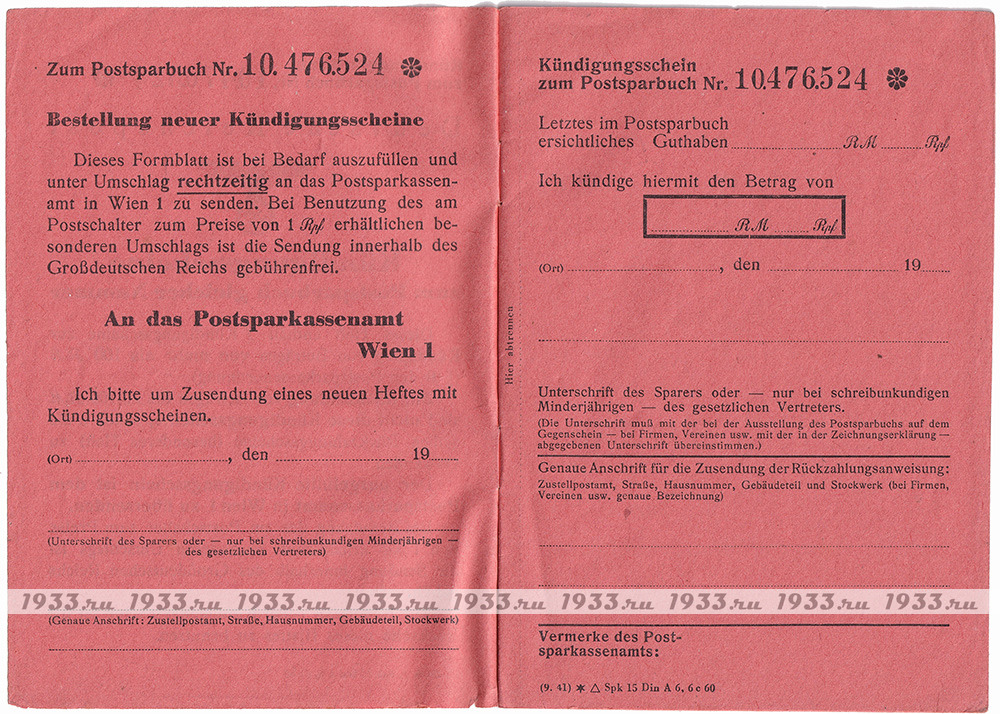 Zum Postsparbuch Nr. 10.476.524
Bestellung neuer Kündigungsscheine
Dieses Formblatt ist bei Bedarf auszufüllen und
unter Umschlag rechtzeitig an das Postsparkassen-
amt in Wien 1 zu senden. Bei Benutzung des am
Postschalter zum Preise von 1 Rpf erhältlichen be-
sonderen Umschlags ist die Sendung innerhalb des
Großdeutschen Reichs gebührenfrei.
An das Postsparkassenamt
Wien 1
Ich bitte um Zusendung eines neuen Heftes mit
Kündigungsscheinen.
(Ort) , den 19
(Unterschrift des Sparers oder — nur bei schreibunkundigen Minderjährigen —
des gesetzlichen Vertreters)
(Genaue Anschrift: Zustellpostamt, Straße, Hausnummer, Gebäudeteil, Stockwerk)
Hier abtrennen
Kündigungsschein
zum Postsparbuch Nr. 10.476.524
Letztes im Postsparbuch
ersichtliches Guthaben RM Rpf
Ich kündige hiermit den Betrag von
RM Rpf
(Ort) , den 19
Unterschrift des Sparers oder — nur bei schreibunkundigen
Minderjährigen — des gesetzlichen Vertreters.
(Die Unterschrift muß mit der bei der Ausstellung des Postsparbuchs auf dem
Gegenschein — bei Firmen, Vereinen usw. mit der in der Zeichnungserklärung —
abgegebenen Unterschrift übereinstimmen.)
Genaue Anschrift für die Zusendung der Rückzahlungsanweisung:
Zustellpostamt, Straße, Hausnummer, Gebäudeteil und Stockwerk (bei Firmen,
Vereinen usw. genaue Bezeichnung)
Vermerke des Post-
sparkassenamts:
(9. 41) ✶ △ Spk 15 Din A 6, 6 c 60
1933.ru 1933.ru 1933.ru 1933.ru 1933.ru 1933.ru 1933.ru 1933.ru 1933.ru